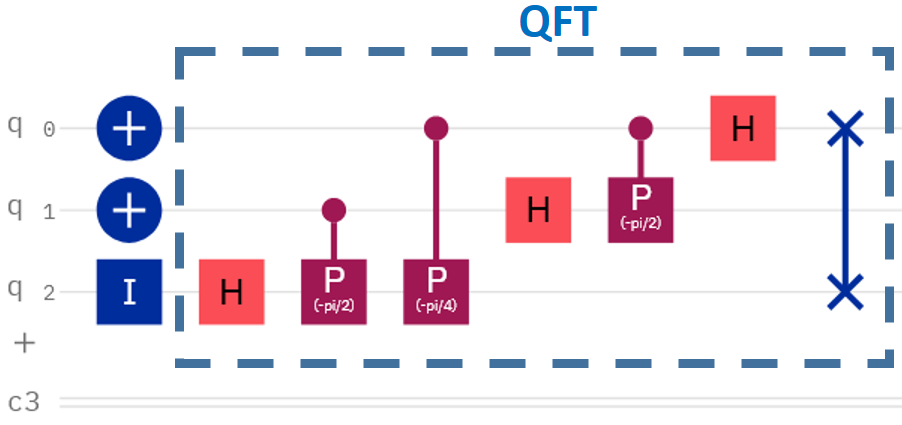 QFT
q 0 + H
q 1 + H P (-pi/2)
q 2 I H P (-pi/2) P (-pi/4)
+
c3